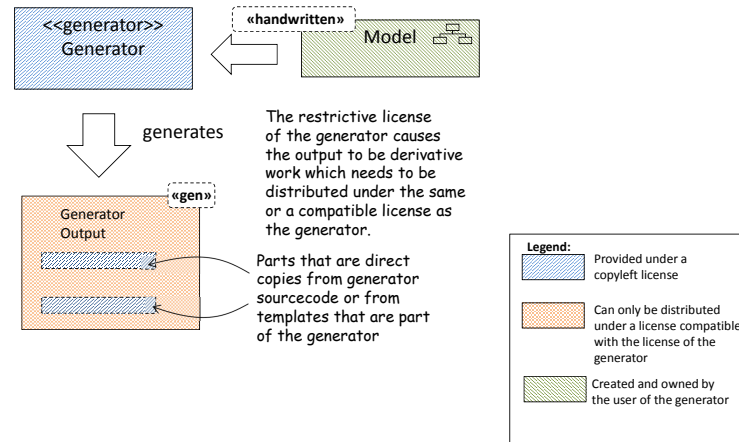 <<generator>>
Generator
«handwritten»
Model
generates
The restrictive license
of the generator causes
the output to be derivative
work which needs to be
distributed under the same
or a compatible license as
the generator.
«gen»
Generator
Output
Parts that are direct
copies from generator
sourcecode or from
templates that are part
of the generator
Legend:
Provided under a
copyleft license
Can only be distributed
under a license compatible
with the license of the
generator
Created and owned by
the user of the generator